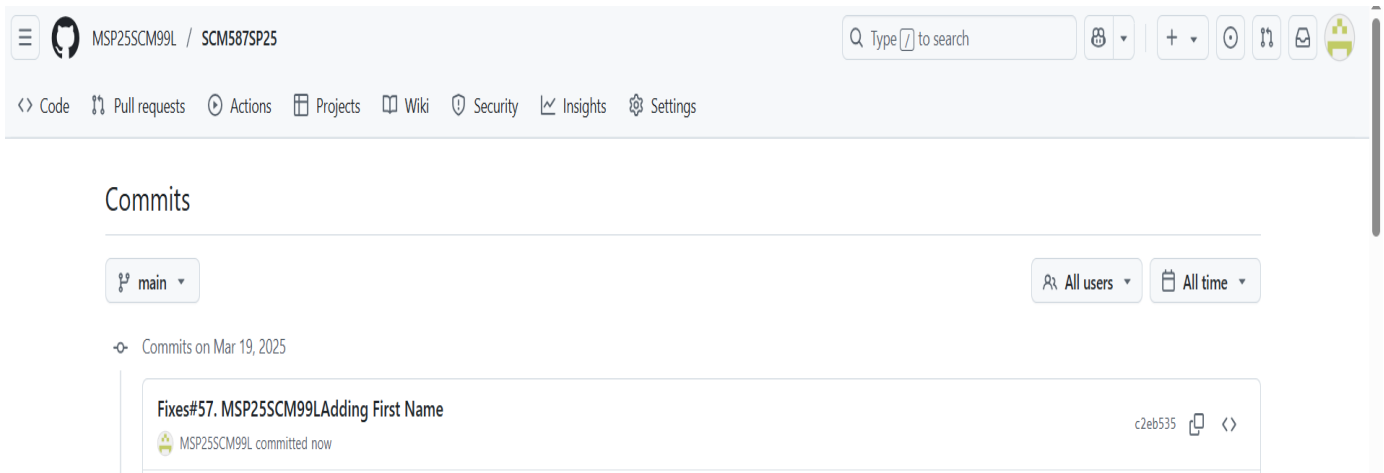 MSP25SCM99L / SCM587SP25
Type / to search
Code Pull requests Actions Projects Wiki Security Insights Settings
Commits
main
All users All time
Commits on Mar 19, 2025
Fixes#57. MSP25SCM99LAdding First Name
c2eb535
MSP25SCM99L committed now